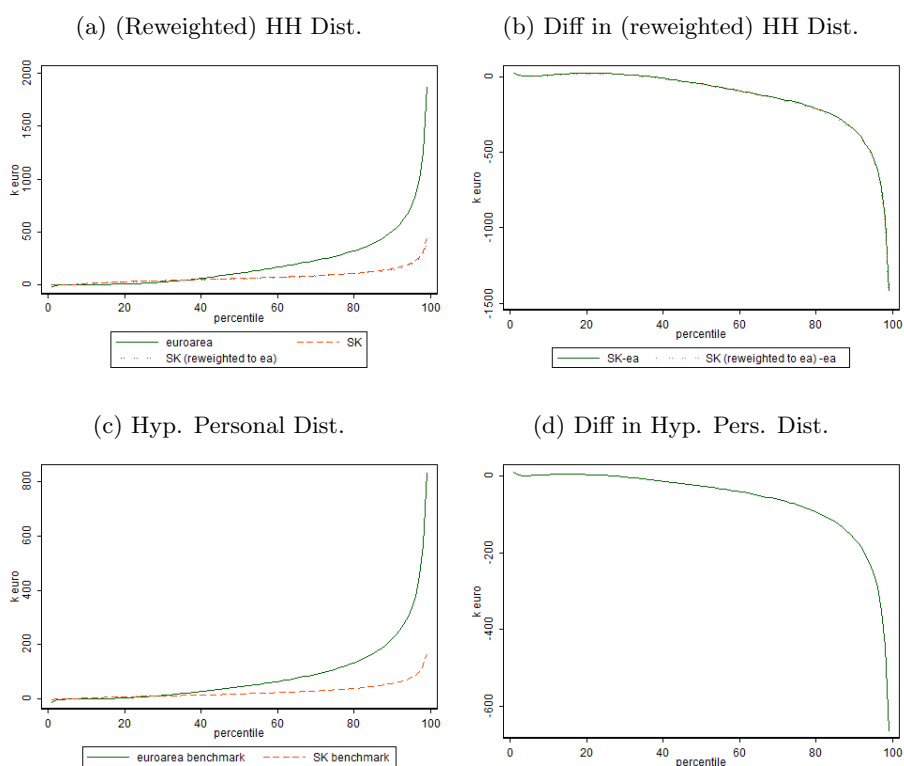 (a) (Reweighted) HH Dist.
(b) Diff in (reweighted) HH Dist.
k euro
2000
1500
1000
500
0
0
20
40
60
80
100
percentile
euroarea
SK
SK (reweighted to ea)
k euro
0
-500
-1000
-1500
0
20
40
60
80
100
percentile
SK-ea
SK (reweighted to ea) -ea
(c) Hyp. Personal Dist.
(d) Diff in Hyp. Pers. Dist.
k euro
800
600
400
200
0
0
20
40
60
80
100
percentile
euroarea benchmark
SK benchmark
k euro
0
-200
-400
-600
0
20
40
60
80
100
percentile